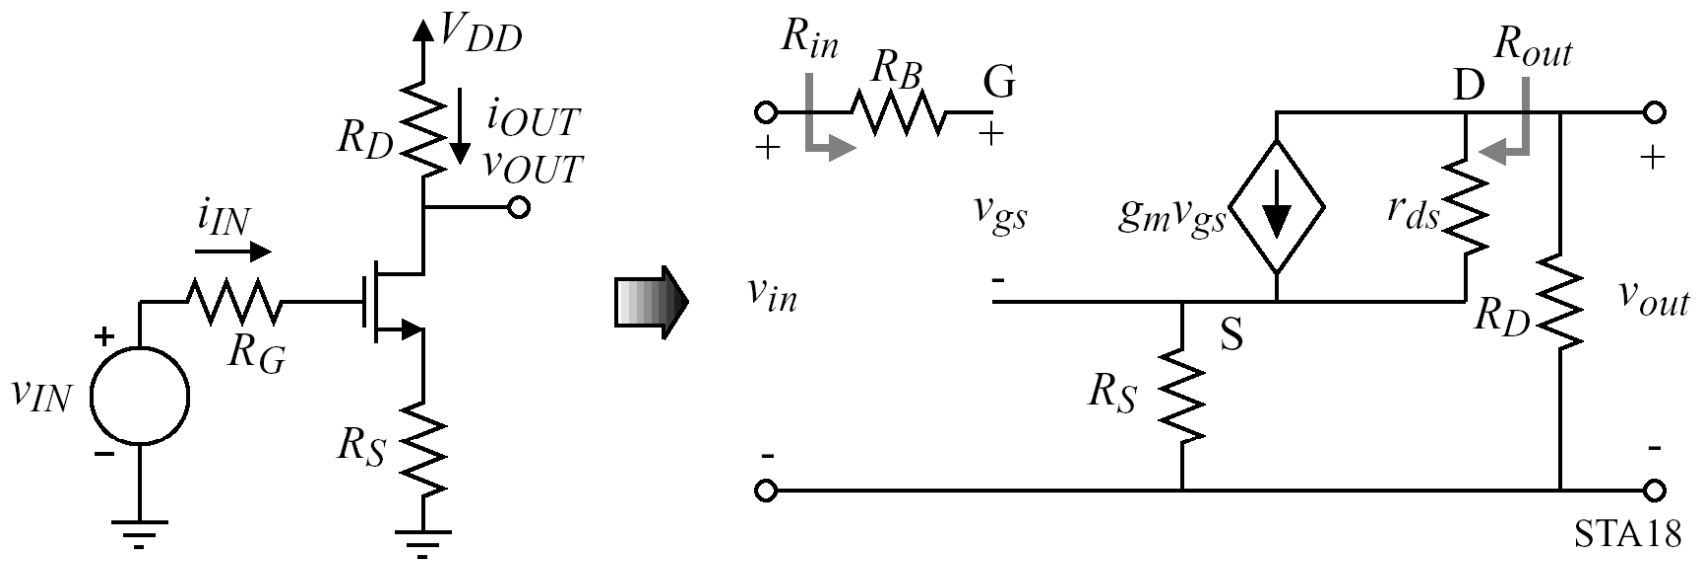 V_DD
R_D
i_OUT
v_OUT
i_IN
R_G
v_IN
+
−
R_S
R_in
R_B
G
+
+
v_gs
-
v_in
-
g_m v_gs
S
R_S
D
r_ds
R_out
R_D
+
v_out
-
STA18